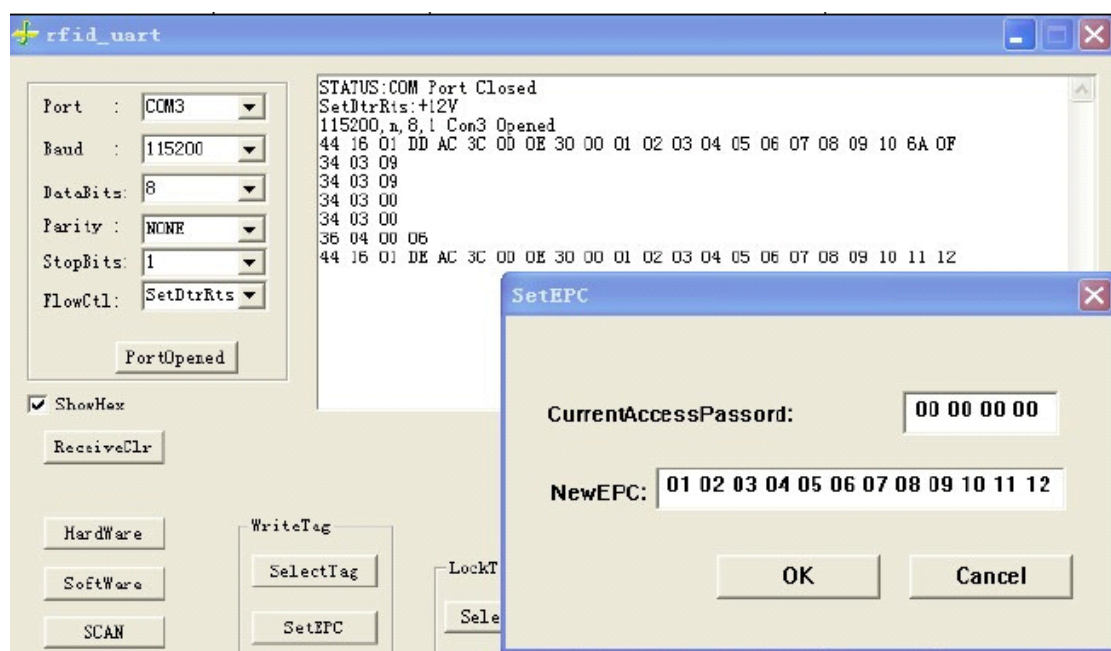 rfid_uart
Port :
COM3
Baud :
115200
DataBits:
8
Parity :
NONE
StopBits:
1
FlowCtl:
SetDtrRts
PortOpened
ShowHex
ReceiveClr
STATUS:COM Port Closed
SetDtrRts:+12V
115200,n,8,1 Com3 Opened
44 16 01 DD AC 3C 0D 0E 30 00 01 02 03 04 05 06 07 08 09 10 6A 0F
34 03 09
34 03 09
34 03 00
34 03 00
36 04 00 06
44 16 01 DE AC 3C 0D 0E 30 00 01 02 03 04 05 06 07 08 09 10 11 12
SetEPC
CurrentAccessPassord:
00 00 00 00
NewEPC:
01 02 03 04 05 06 07 08 09 10 11 12
OK
Cancel
HardWare
SoftWare
SCAN
WriteTag
SelectTag
SetEPC
LockT
Sele